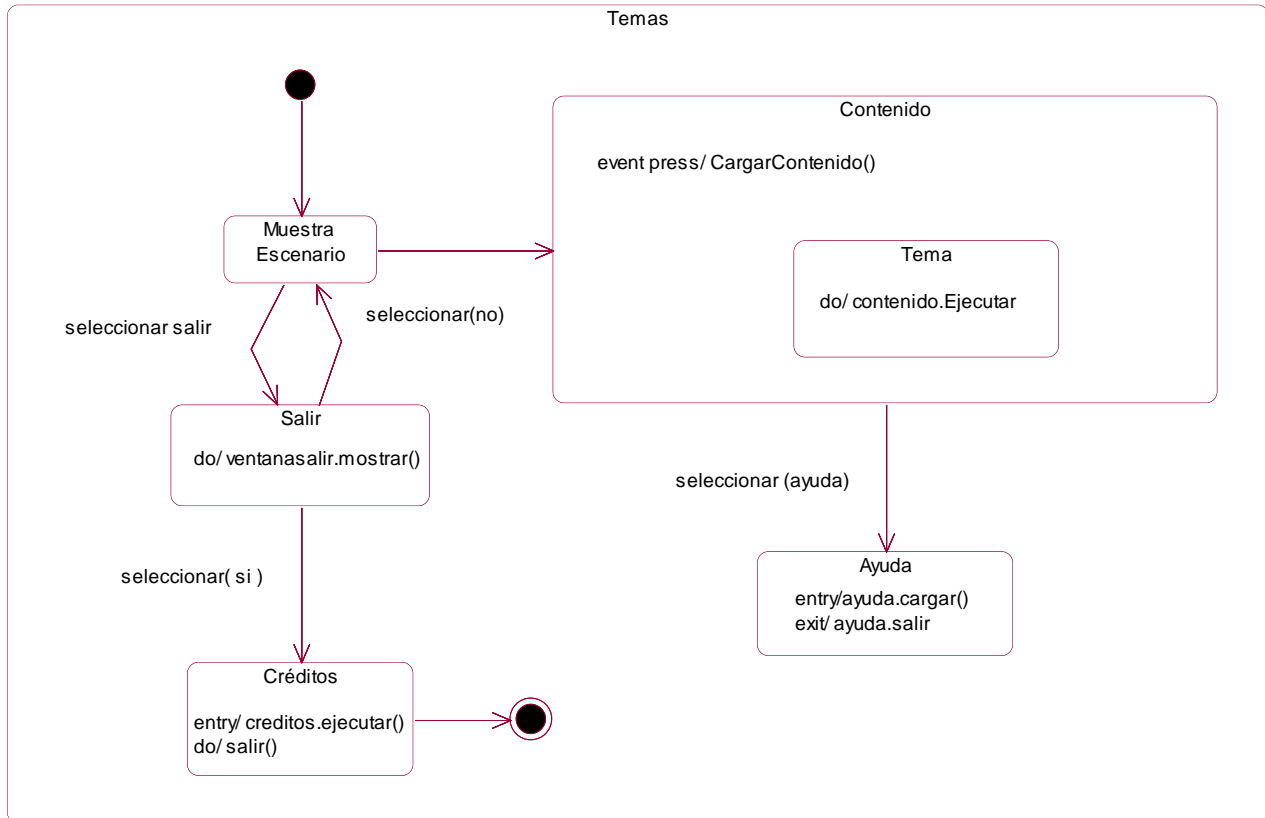 Temas
Contenido
event press/ CargarContenido()
Muestra
Escenario
Tema
do/ contenido.Ejecutar
seleccionar salir
seleccionar(no)
Salir
do/ ventanasalir.mostrar()
seleccionar (ayuda)
seleccionar( si )
Ayuda
entry/ayuda.cargar()
exit/ ayuda.salir
Créditos
entry/ creditos.ejecutar()
do/ salir()